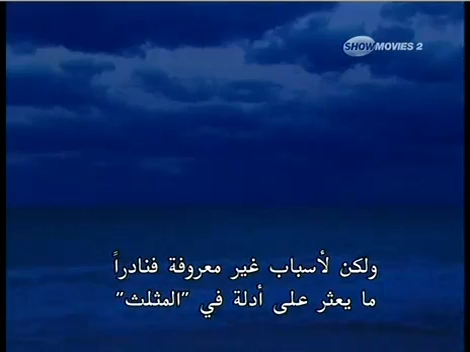 SHOWMOVIES 2
ولكن لأسباب غير معروفة فنادراً
ما يعثر على أدلة في "المثلث"